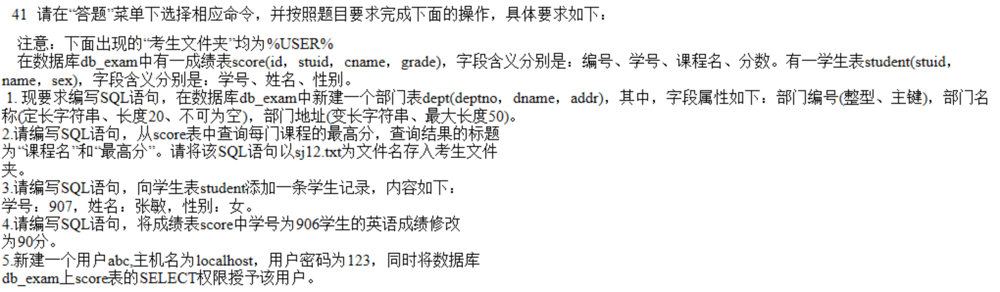 41 请在“答题”菜单下选择相应命令，并按照题目要求完成下面的操作，具体要求如下：
注意：下面出现的“考生文件夹”均为%USER%
在数据库db_exam中有一成绩表score(id，stuid，cname，grade)，字段含义分别是：编号、学号、课程名、分数。有一学生表student(stuid，
name，sex)，字段含义分别是：学号、姓名、性别。
1. 现要求编写SQL语句，在数据库db_exam中新建一个部门表dept(deptno，dname，addr)，其中，字段属性如下：部门编号(整型、主键)，部门名
称(定长字符串、长度20、不可为空)，部门地址(变长字符串、最大长度50)。
2.请编写SQL语句，从score表中查询每门课程的最高分，查询结果的标题
为“课程名”和“最高分”。请将该SQL语句以sj12.txt为文件名存入考生文件
夹。
3.请编写SQL语句，向学生表student添加一条学生记录，内容如下：
学号：907，姓名：张敏，性别：女。
4.请编写SQL语句，将成绩表score中学号为906学生的英语成绩修改
为90分。
5.新建一个用户abc,主机名为localhost，用户密码为123，同时将数据库
db_exam上score表的SELECT权限授予该用户。